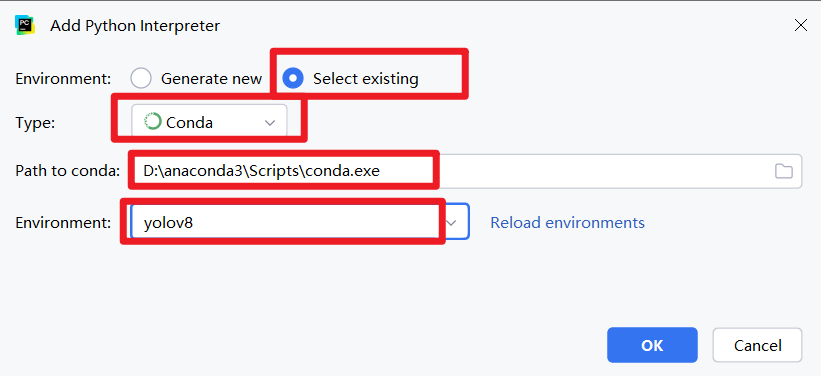 PC
Add Python Interpreter
Environment: Generate new Select existing
Type: Conda
Path to conda: D:\anaconda3\Scripts\conda.exe
Environment: yolov8 Reload environments
OK Cancel